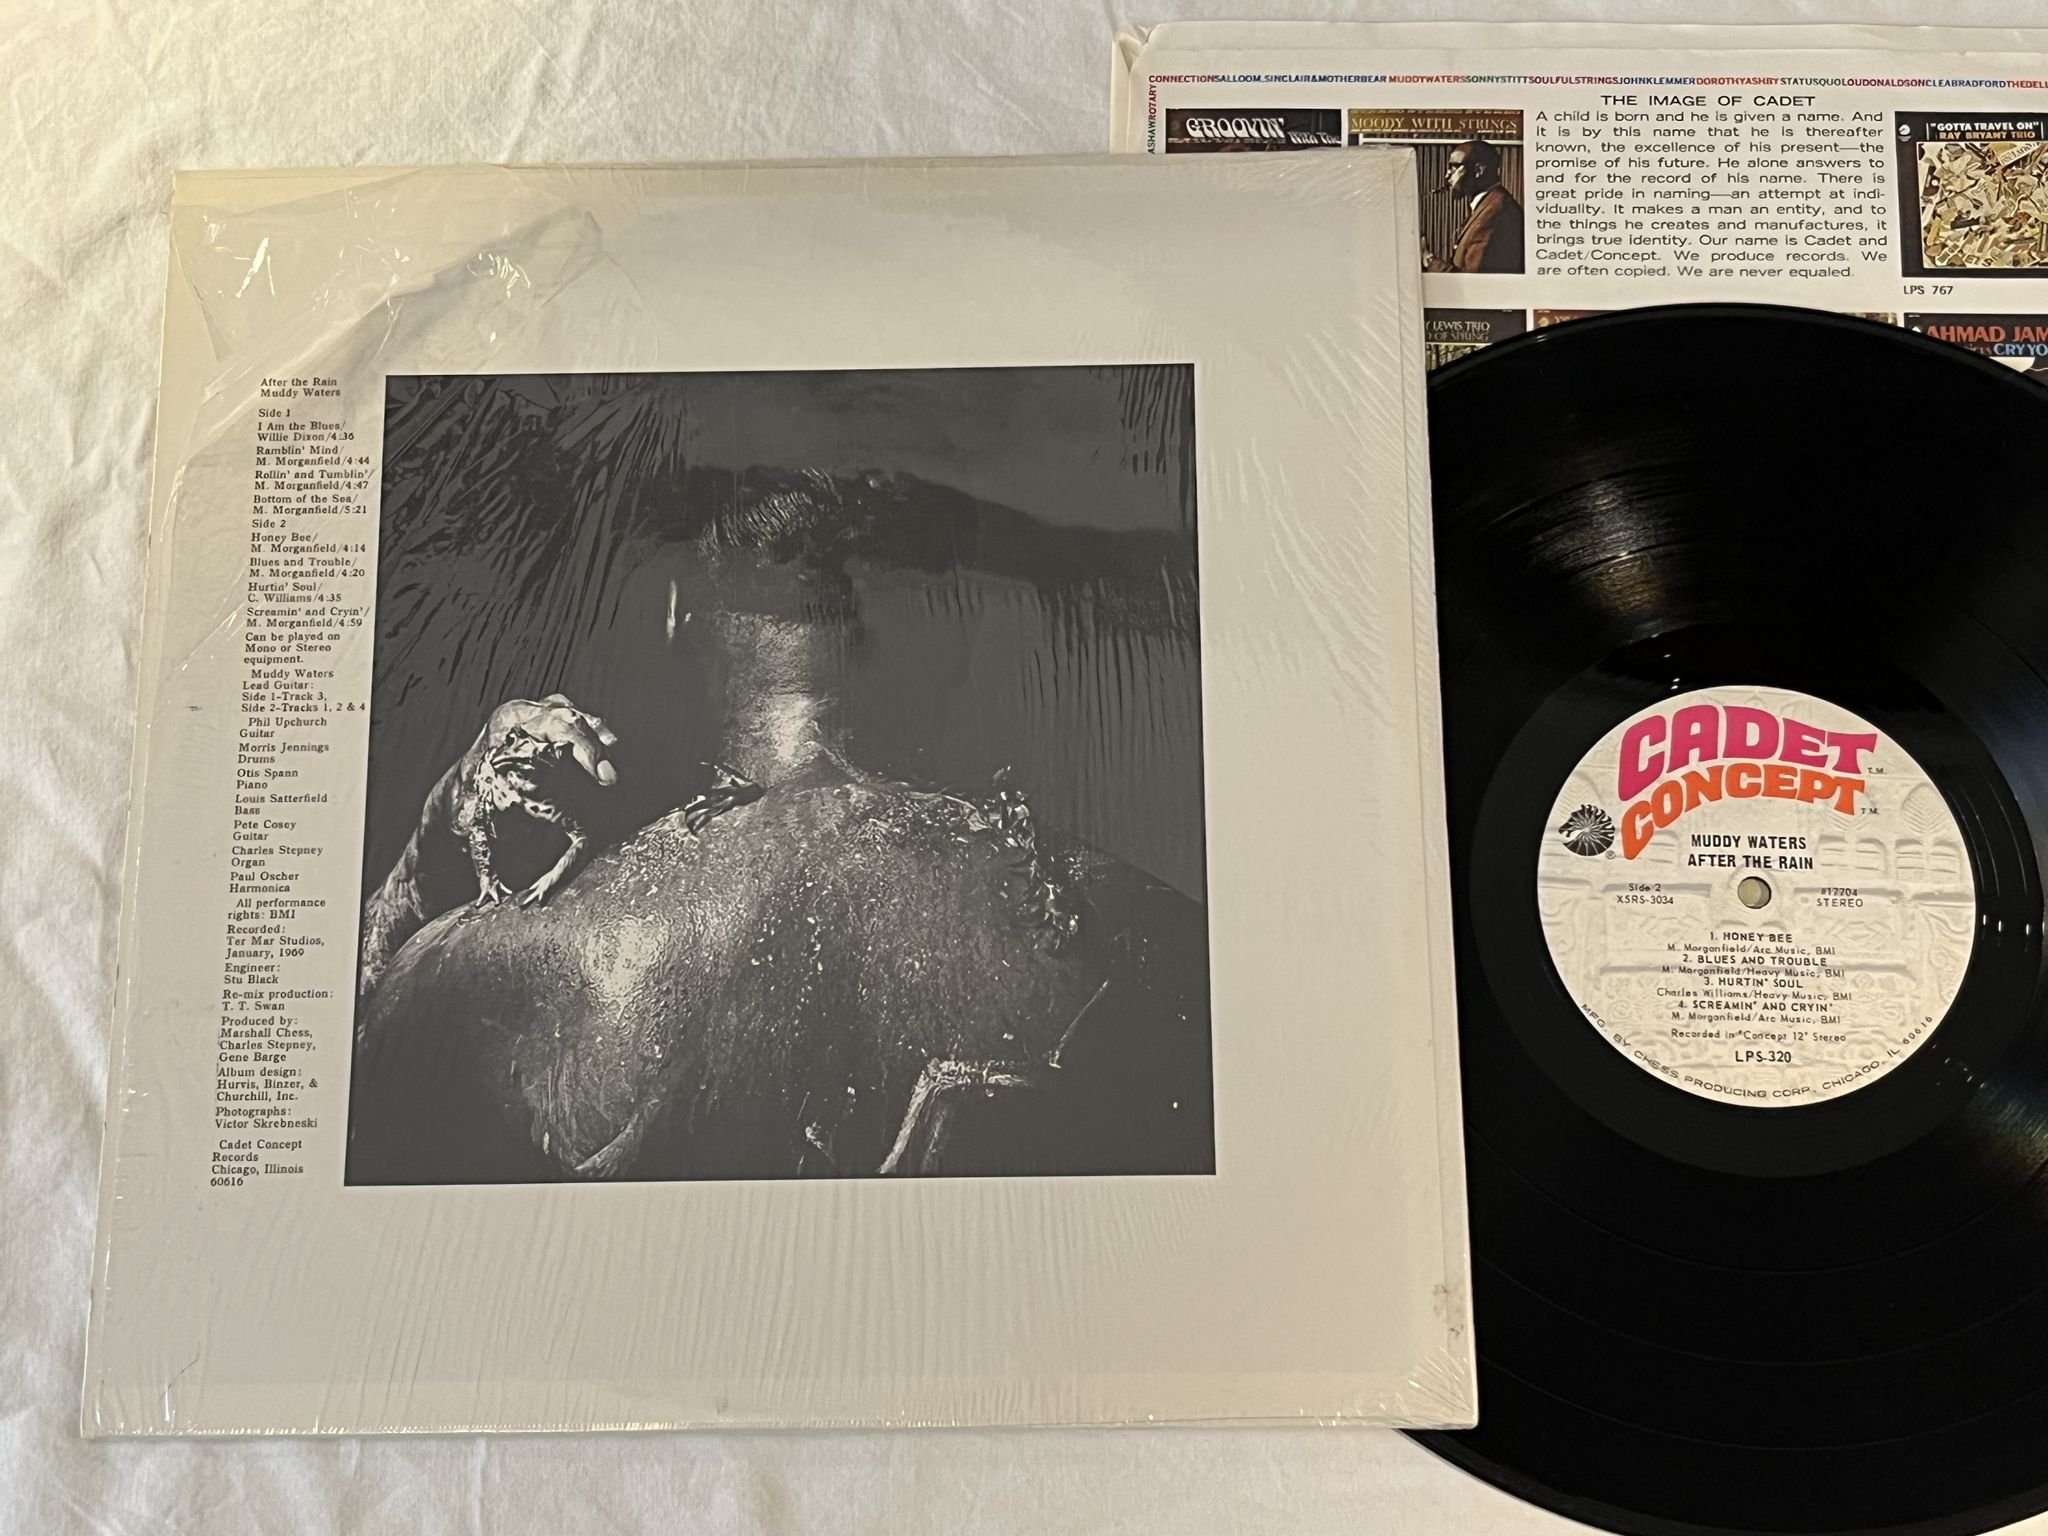 After the Rain
Muddy Waters
Side 1
I Am the Blues/
Willie Dixon/4:36
Ramblin' Mind/
M. Morganfield/4:44
Rollin' and Tumblin'/
M. Morganfield/4:47
Bottom of the Sea/
M. Morganfield/5:21
Side 2
Honey Bee/
M. Morganfield/4:14
Blues and Trouble/
M. Morganfield/4:20
Hurtin' Soul/
C. Williams/4:35
Screamin' and Cryin'/
M. Morganfield/4:59
Can be played on
Mono or Stereo
equipment.
Muddy Waters
Lead Guitar:
Side 1-Track 3,
Side 2-Tracks 1, 2 & 4
Phil Upchurch
Guitar
Morris Jennings
Drums
Otis Spann
Piano
Louis Satterfield
Bass
Pete Cosey
Guitar
Charles Stepney
Organ
Paul Oscher
Harmonica
All performance
rights: BMI
Recorded:
Ter Mar Studios,
January, 1969
Engineer:
Stu Black
Re-mix production:
T. T. Swan
Produced by:
Marshall Chess,
Charles Stepney,
Gene Barge
Album design:
Hurvis, Binzer, &
Churchill, Inc.
Photographs:
Victor Skrebneski
Cadet Concept
Records
Chicago, Illinois
60616
CONNECTIONSALLOOM,SINCLAIR&MOTHERBEAR MUDDYWATERSSONNYSTITTSOULFULSTRINGSJOHNKLEMMERDOROTHYASHBYSTATUSQUOLOUDONALDSONCLEABRADFORDTHEDELL
ASHAWROTARY
GROOVIN'
With The
MOODY WITH STRINGS
THE IMAGE OF CADET
A child is born and he is given a name. And
it is by this name that he is thereafter
known, the excellence of his present—the
promise of his future. He alone answers to
and for the record of his name. There is
great pride in naming—an attempt at indi-
viduality. It makes a man an entity, and to
the things he creates and manufactures, it
brings true identity. Our name is Cadet and
Cadet/Concept. We produce records. We
are often copied. We are never equaled.
"GOTTA TRAVEL ON"
RAY BRYANT TRIO
LPS 767
Y LEWIS TRIO
OF SPRING
AHMAD JAM
CRY YO
CADET TM
CONCEPT TM
MUDDY WATERS
AFTER THE RAIN
Side 2
XSRS-3034
#17704
STEREO
1. HONEY BEE
M. Morganfield/Arc Music, BMI
2. BLUES AND TROUBLE
M. Morganfield/Heavy Music, BMI
3. HURTIN' SOUL
Charles Williams/Heavy Music, BMI
4. SCREAMIN' AND CRYIN'
M. Morganfield/Arc Music, BMI
Recorded in "Concept 12" Stereo
LPS-320
MFG. BY CHESS PRODUCING CORP., CHICAGO, IL 60616